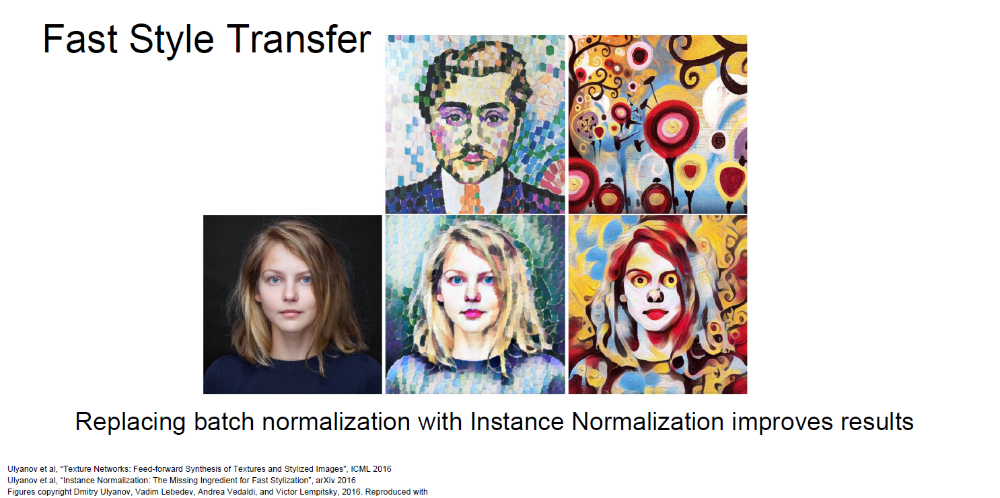 Fast Style Transfer
Replacing batch normalization with Instance Normalization improves results
Ulyanov et al, “Texture Networks: Feed-forward Synthesis of Textures and Stylized Images”, ICML 2016
Ulyanov et al, “Instance Normalization: The Missing Ingredient for Fast Stylization”, arXiv 2016
Figures copyright Dmitry Ulyanov, Vadim Lebedev, Andrea Vedaldi, and Victor Lempitsky, 2016. Reproduced with